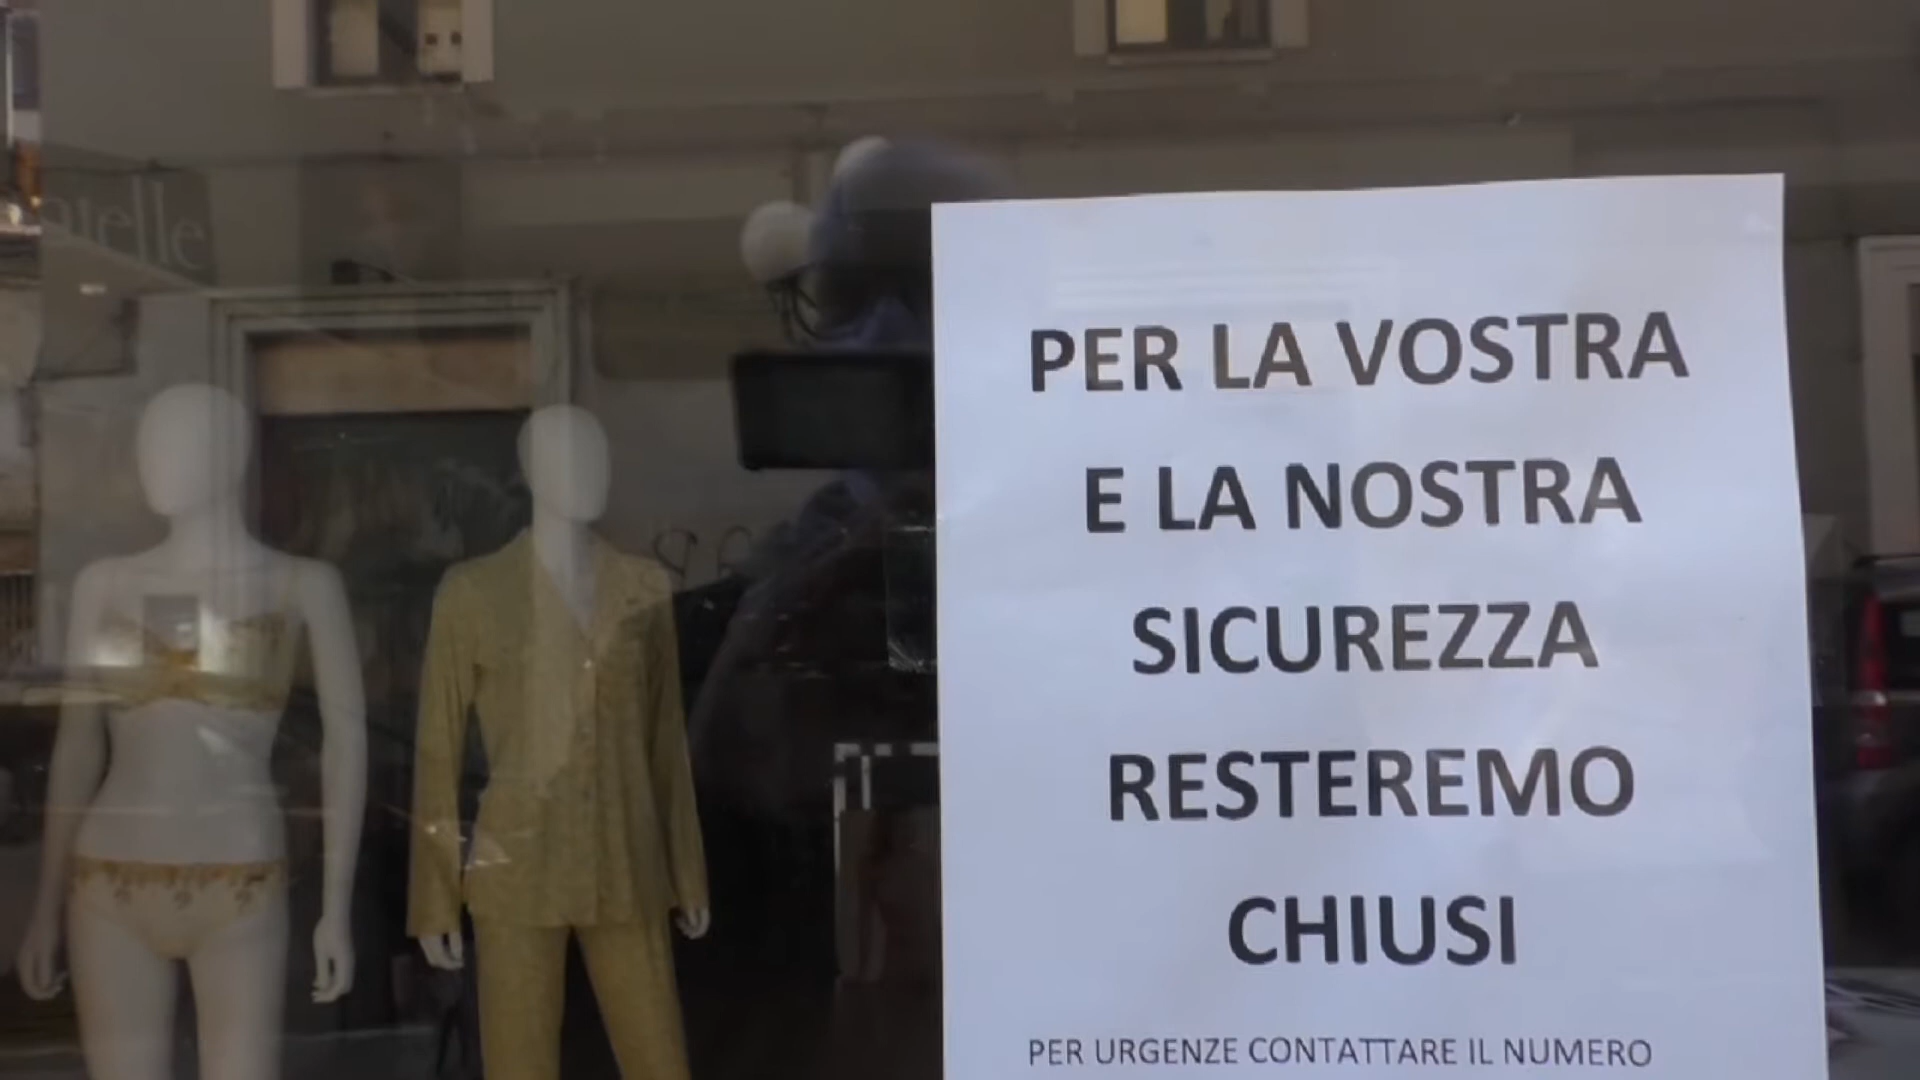 PER LA VOSTRA
E LA NOSTRA
SICUREZZA
RESTEREMO
CHIUSI
PER URGENZE CONTATTARE IL NUMERO